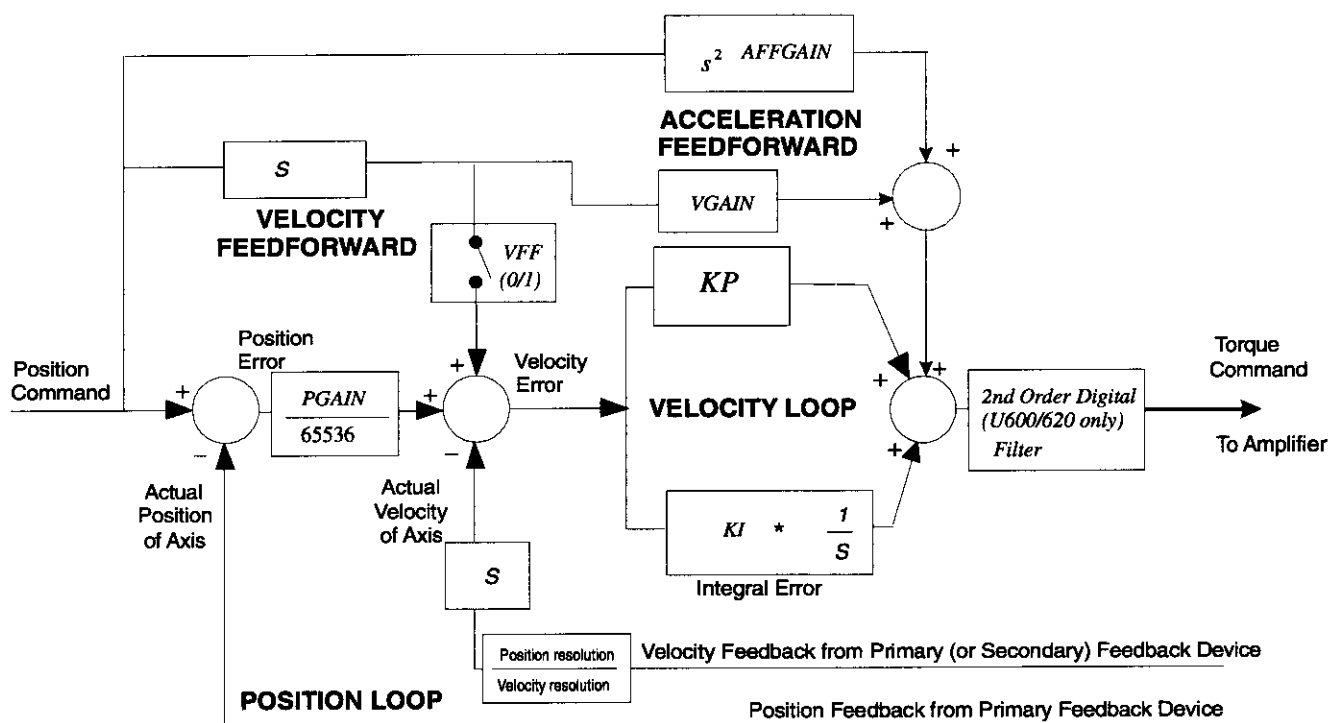 s² AFFGAIN
ACCELERATION
FEEDFORWARD
+
S
VGAIN
+
VELOCITY
FEEDFORWARD
VFF
(0/1)
KP
Position
Error
Velocity
Error
Torque
Command
Position
Command
+
PGAIN
65536
+
+
VELOCITY LOOP
+
+
+
2nd Order Digital
(U600/620 only)
Filter
To Amplifier
−
−
Actual
Position
of Axis
Actual
Velocity
of Axis
KI * 1
S
Integral Error
S
Position resolution
Velocity resolution
Velocity Feedback from Primary (or Secondary) Feedback Device
POSITION LOOP
Position Feedback from Primary Feedback Device